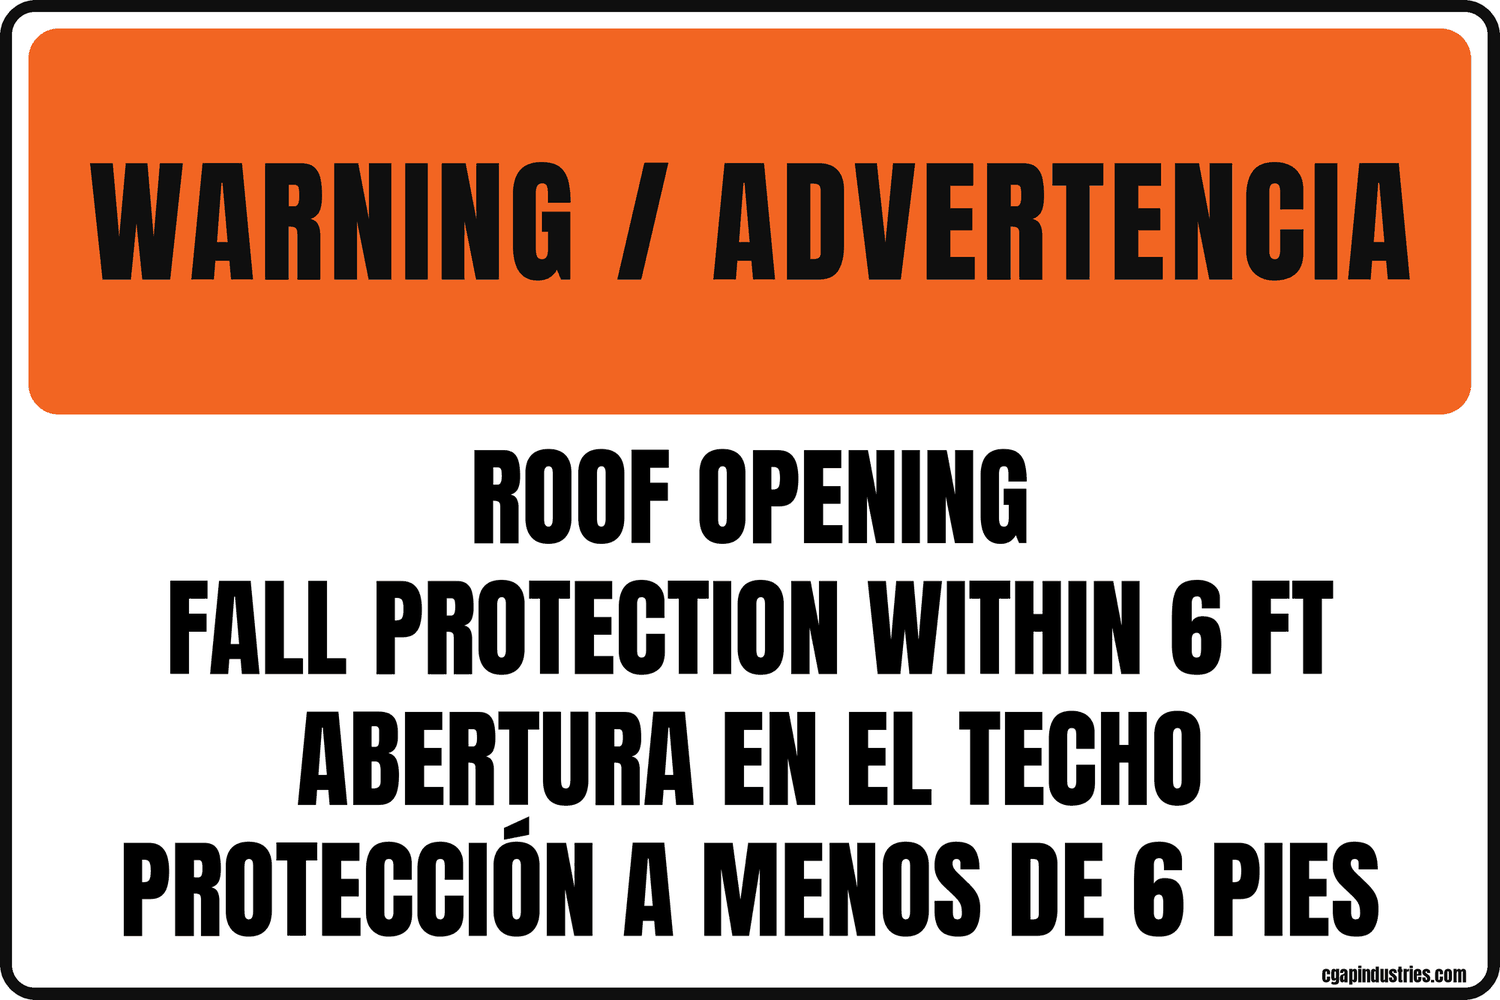 WARNING / ADVERTENCIA
ROOF OPENING
FALL PROTECTION WITHIN 6 FT
ABERTURA EN EL TECHO
PROTECCIÓN A MENOS DE 6 PIES
cgapindustries.com